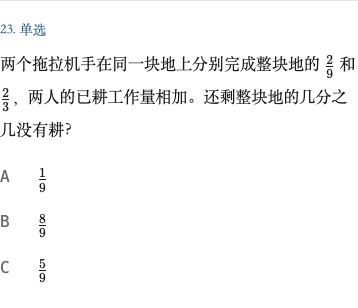 23. 单选
两个拖拉机手在同一块地上分别完成整块地的 2/9 和
2/3，两人的已耕工作量相加。还剩整块地的几分之
几没有耕?
A 1/9
B 8/9
C 5/9